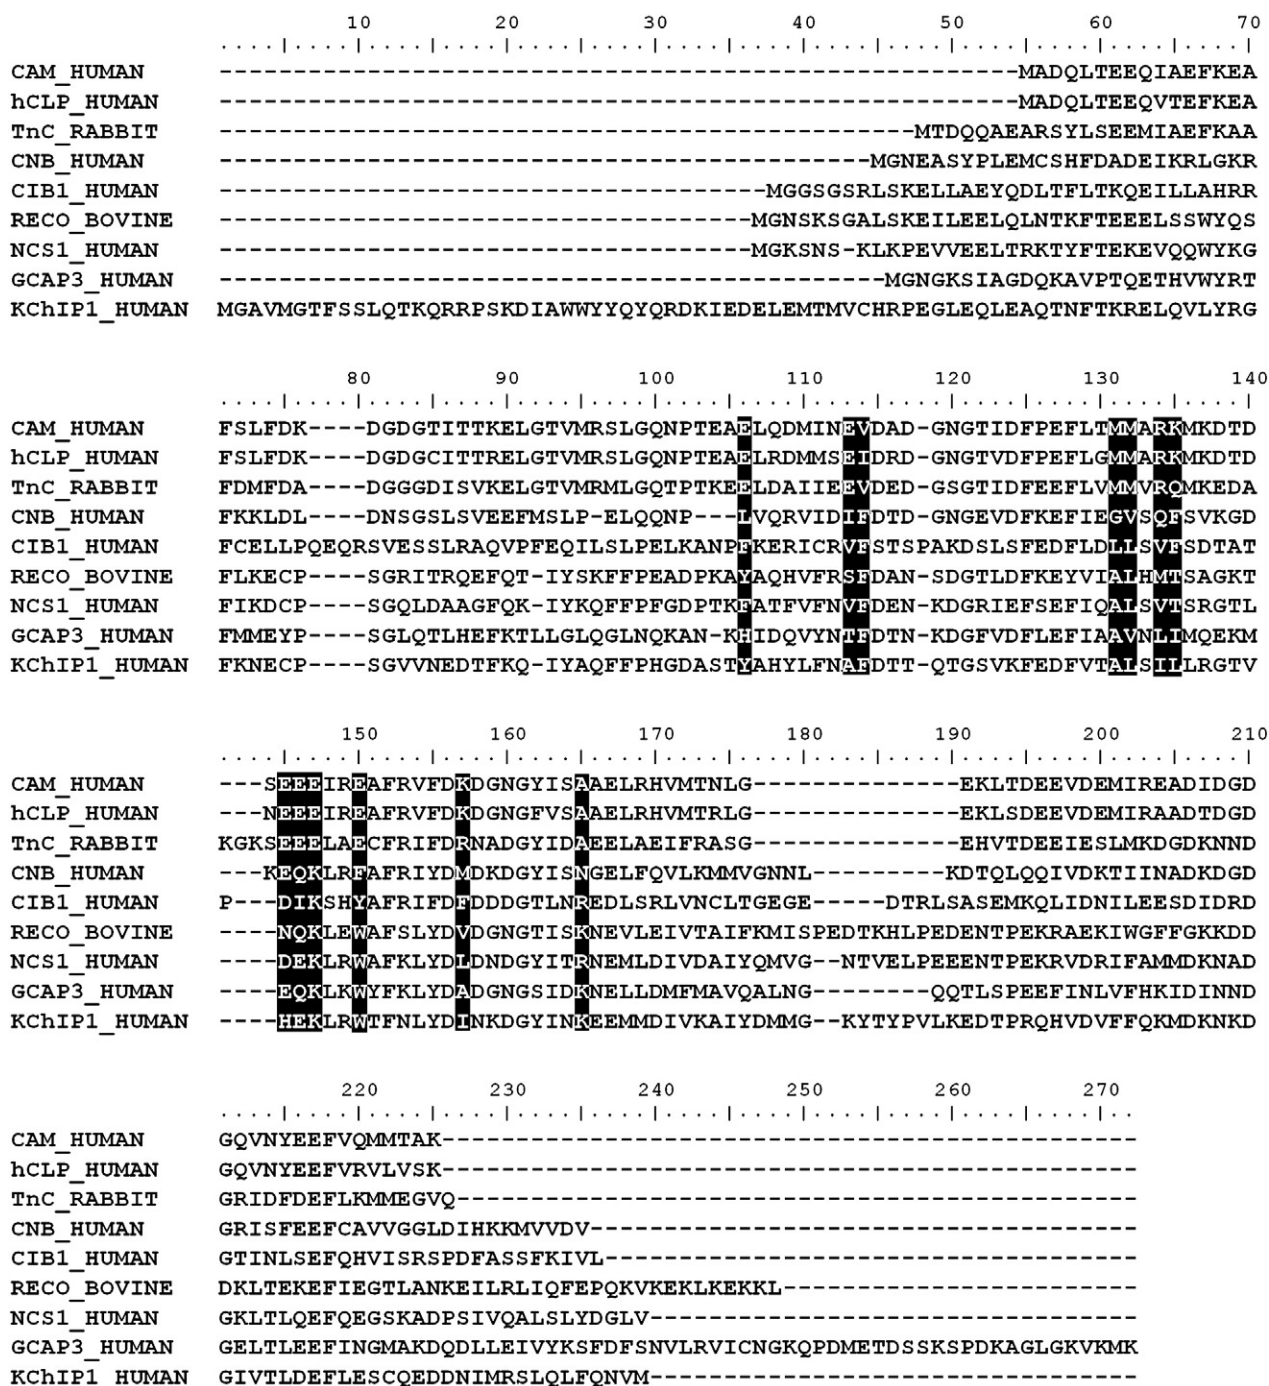 10 20 30 40 50 60 70
CAM_HUMAN ------------------------------------------------------MADQLTEEQIAEFKEA
hCLP_HUMAN ------------------------------------------------------MADQLTEEQVTEFKEA
TnC_RABBIT -----------------------------------------------MTDQQAEARSYLSEEMIAEFKAA
CNB_HUMAN --------------------------------------------MGNEASYPLEMCSHFDADEIKRLGKR
CIB1_HUMAN -------------------------------------MGGSGSRLSKELLAEYQDLTFLTKQEILLAHRR
RECO_BOVINE ------------------------------------MGNSKSGALSKEILEELQLNTKFTEEELSSWYQS
NCS1_HUMAN ------------------------------------MGKSNS-KLKPEVVEELTRKTYFTEKEVQQWYKG
GCAP3_HUMAN ---------------------------------------------MGNGKSIAGDQKAVPTQETHVWYRT
KChIP1_HUMAN MGAVMGTFSSLQTKQRRPSKDIAWWYYQYQRDKIEDELEMTMVCHRPEGLEQLEAQTNFTKRELQVLYRG
80 90 100 110 120 130 140
CAM_HUMAN FSLFDK----DGDGTITTKELGTVMRSLGQNPTEAELQDMINEVDAD-GNGTIDFPEFLTMMARKMKDTD
hCLP_HUMAN FSLFDK----DGDGCITTRELGTVMRSLGQNPTEAELRDMMSEIDRD-GNGTVDFPEFLGMMARKMKDTD
TnC_RABBIT FDMFDA----DGGGDISVKELGTVMRMLGQTPTKEELDAIIEEVDED-GSGTIDFEEFLVMMVRQMKEDA
CNB_HUMAN FKKLDL----DNSGSLSVEEFMSLP-ELQQNP---LVQRVIDIFDTD-GNGEVDFKEFIEGVSQFSVKGD
CIB1_HUMAN FCELLPQEQRSVESSLRAQVPFEQILSLPELKANPFKERICRVFSTSPAKDSLSFEDFLDLLSVFSDTAT
RECO_BOVINE FLKECP----SGRITRQEFQT-IYSKFFPEADPKAYAQHVFRSFDAN-SDGTLDFKEYVIALHMTSAGKT
NCS1_HUMAN FIKDCP----SGQLDAAGFQK-IYKQFFPFGDPTKFATFVFNVFDEN-KDGRIEFSEFIQALSVTSRGTL
GCAP3_HUMAN FMMEYP----SGLQTLHEFKTLLGLQGLNQKAN-KHIDQVYNTFDTN-KDGFVDFLEFIAAVNLIMQEKM
KChIP1_HUMAN FKNECP----SGVVNEDTFKQ-IYAQFFPHGDASTYAHYLFNAFDTT-QTGSVKFEDFVTALSILLRGTV
150 160 170 180 190 200 210
CAM_HUMAN ---SEEEIREAFRVFDKDGNGYISAAELRHVMTNLG--------------EKLTDEEVDEMIREADIDGD
hCLP_HUMAN ---NEEEIREAFRVFDKDGNGFVSAAELRHVMTRLG--------------EKLSDEEVDEMIRAADTDGD
TnC_RABBIT KGKSEEELAECFRIFDRNADGYIDAEELAEIFRASG--------------EHVTDEEIESLMKDGDKNND
CNB_HUMAN ---KEQKLRFAFRIYDMDKDGYISNGELFQVLKMMVGNNL---------KDTQLQQIVDKTIINADKDGD
CIB1_HUMAN P---DIKSHYAFRIFDFDDDGTLNREDLSRLVNCLTGEGE-----DTRLSASEMKQLIDNILEESDIDRD
RECO_BOVINE ----NQKLEWAFSLYDVDGNGTISKNEVLEIVTAIFKMISPEDTKHLPEDENTPEKRAEKIWGFFGKKDD
NCS1_HUMAN ----DEKLRWAFKLYDLDNDGYITRNEMLDIVDAIYQMVG--NTVELPEEENTPEKRVDRIFAMMDKNAD
GCAP3_HUMAN ----EQKLKWYFKLYDADGNGSIDKNELLDMFMAVQALNG--------QQTLSPEEFINLVFHKIDINND
KChIP1_HUMAN ----HEKLRWTFNLYDINKDGYINKEEMMDIVKAIYDMMG--KYTYPVLKEDTPRQHVDVFFQKMDKNKD
220 230 240 250 260 270
CAM_HUMAN GQVNYEEFVQMMTAK-----------------------------------------------
hCLP_HUMAN GQVNYEEFVRVLVSK-----------------------------------------------
TnC_RABBIT GRIDFDEFLKMMEGVQ----------------------------------------------
CNB_HUMAN GRISFEEFCAVVGGLDIHKKMVVDV-------------------------------------
CIB1_HUMAN GTINLSEFQHVISRSPDFASSFKIVL------------------------------------
RECO_BOVINE DKLTEKEFIEGTLANKEILRLIQFEPQKVKEKLKEKKL------------------------
NCS1_HUMAN GKLTLQEFQEGSKADPSIVQALSLYDGLV---------------------------------
GCAP3_HUMAN GELTLEEFINGMAKDQDLLEIVYKSFDFSNVLRVICNGKQPDMETDSSKSPDKAGLGKVKMK
KChIP1_HUMAN GIVTLDEFLESCQEDDNIMRSLQLFQNVM---------------------------------